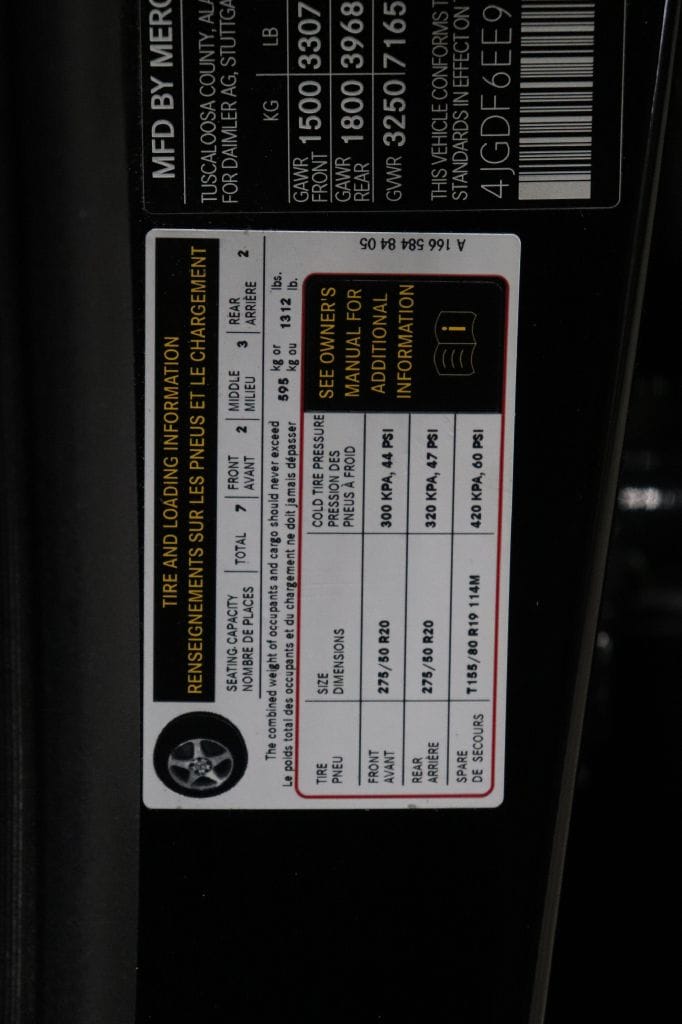 TIRE AND LOADING INFORMATION
RENSEIGNEMENTS SUR LES PNEUS ET LE CHARGEMENT
SEATING CAPACITY TOTAL 7 FRONT 2 MIDDLE 3 REAR 2
NOMBRE DE PLACES AVANT MILIEU ARRIÈRE
The combined weight of occupants and cargo should never exceed 595 kg or 1312 lbs.
Le poids total des occupants et du chargement ne doit jamais dépasser kg ou lb.
TIRE SIZE COLD TIRE PRESSURE
PNEU DIMENSIONS PRESSION DES
PNEUS À FROID
FRONT 275/50 R20 300 KPA, 44 PSI
AVANT
REAR 275/50 R20 320 KPA, 47 PSI
ARRIÈRE
SPARE T155/80 R19 114M 420 KPA, 60 PSI
DE SECOURS
SEE OWNER'S
MANUAL FOR
ADDITIONAL
INFORMATION
i
A 166 584 84 05
MFD BY MERC
TUSCALOOSA COUNTY, ALA
FOR DAIMLER AG, STUTTGA
KG LB
GAWR FRONT 1500 3307
GAWR REAR 1800 3968
GVWR 3250 7165
THIS VEHICLE CONFORMS T
STANDARDS IN EFFECT ON
4JGDF6EE9